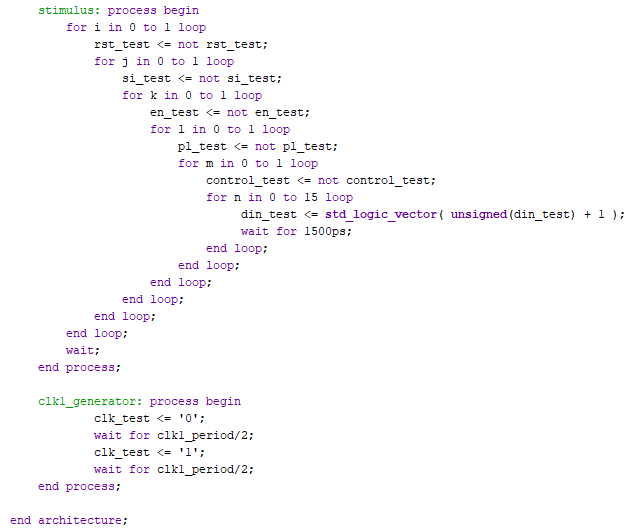 stimulus: process begin
for i in 0 to 1 loop
rst_test <= not rst_test;
for j in 0 to 1 loop
si_test <= not si_test;
for k in 0 to 1 loop
en_test <= not en_test;
for l in 0 to 1 loop
pl_test <= not pl_test;
for m in 0 to 1 loop
control_test <= not control_test;
for n in 0 to 15 loop
din_test <= std_logic_vector( unsigned(din_test) + 1 );
wait for 1500ps;
end loop;
end loop;
end loop;
end loop;
end loop;
end loop;
wait;
end process;
clk1_generator: process begin
clk_test <= '0';
wait for clk1_period/2;
clk_test <= '1';
wait for clk1_period/2;
end process;
end architecture;